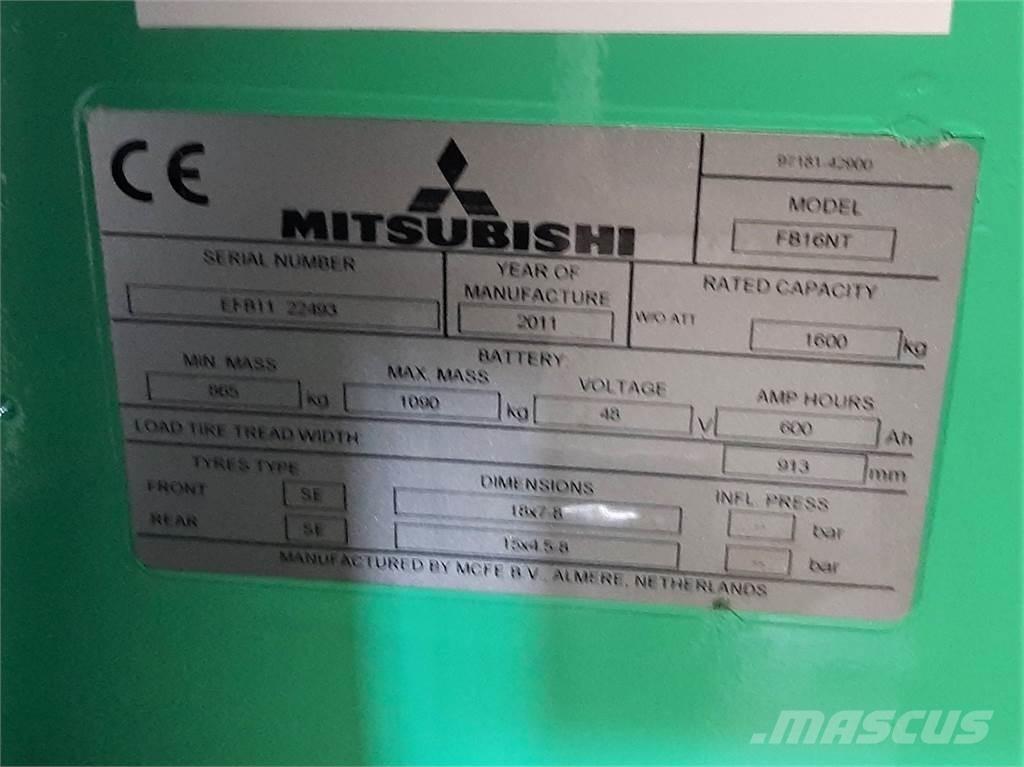 CE
97181-42900
MITSUBISHI
MODEL
FB16NT
SERIAL NUMBER
EFB11 22493
YEAR OF
MANUFACTURE
2011
RATED CAPACITY
W/O ATT 1600 kg
BATTERY:
MIN. MASS MAX. MASS VOLTAGE AMP HOURS
865 kg 1090 kg 48 V 600 Ah
LOAD TIRE TREAD WIDTH: 913 mm
TYRES TYPE DIMENSIONS INFL. PRESS
FRONT SE 18x7-8 -- bar
REAR SE 15x4.5-8 -- bar
MANUFACTURED BY MCFE B.V., ALMERE, NETHERLANDS
MASCUS